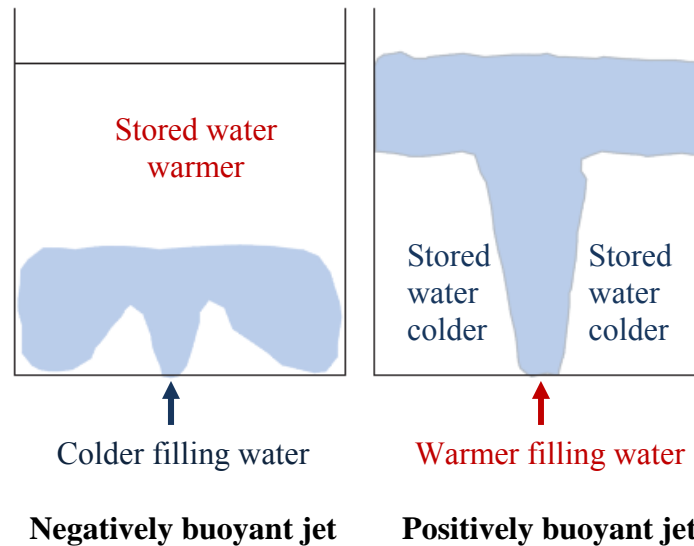 Stored water
warmer
Stored
water
colder
Stored
water
colder
Colder filling water
Warmer filling water
Negatively buoyant jet
Positively buoyant jet